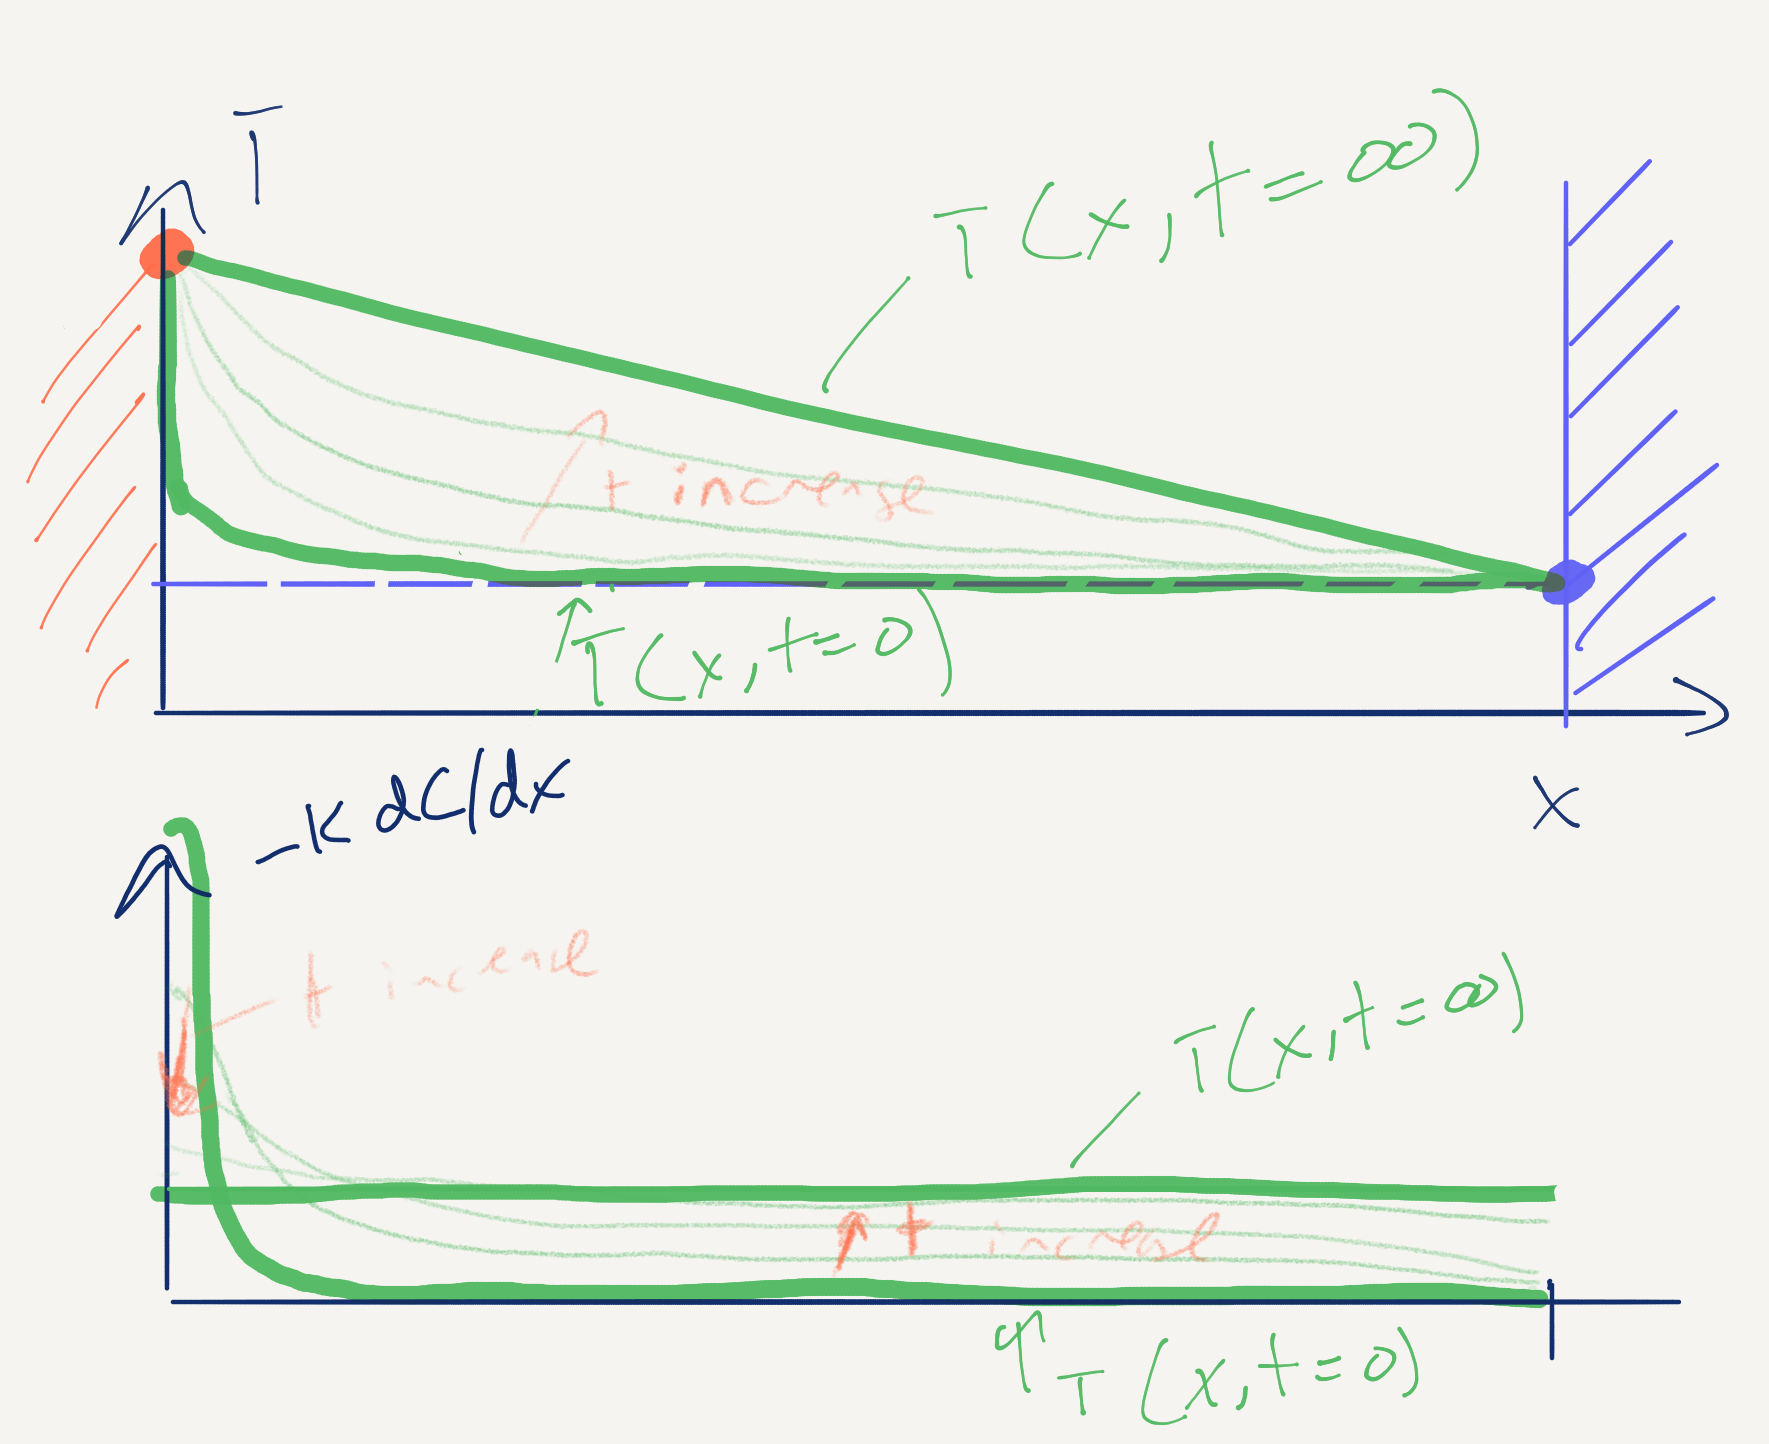 T
T(x, t=∞)
t increase
T(x, t=0)
x
-k dC/dx
t increase
T(x, t=∞)
t increase
T(x, t=0)